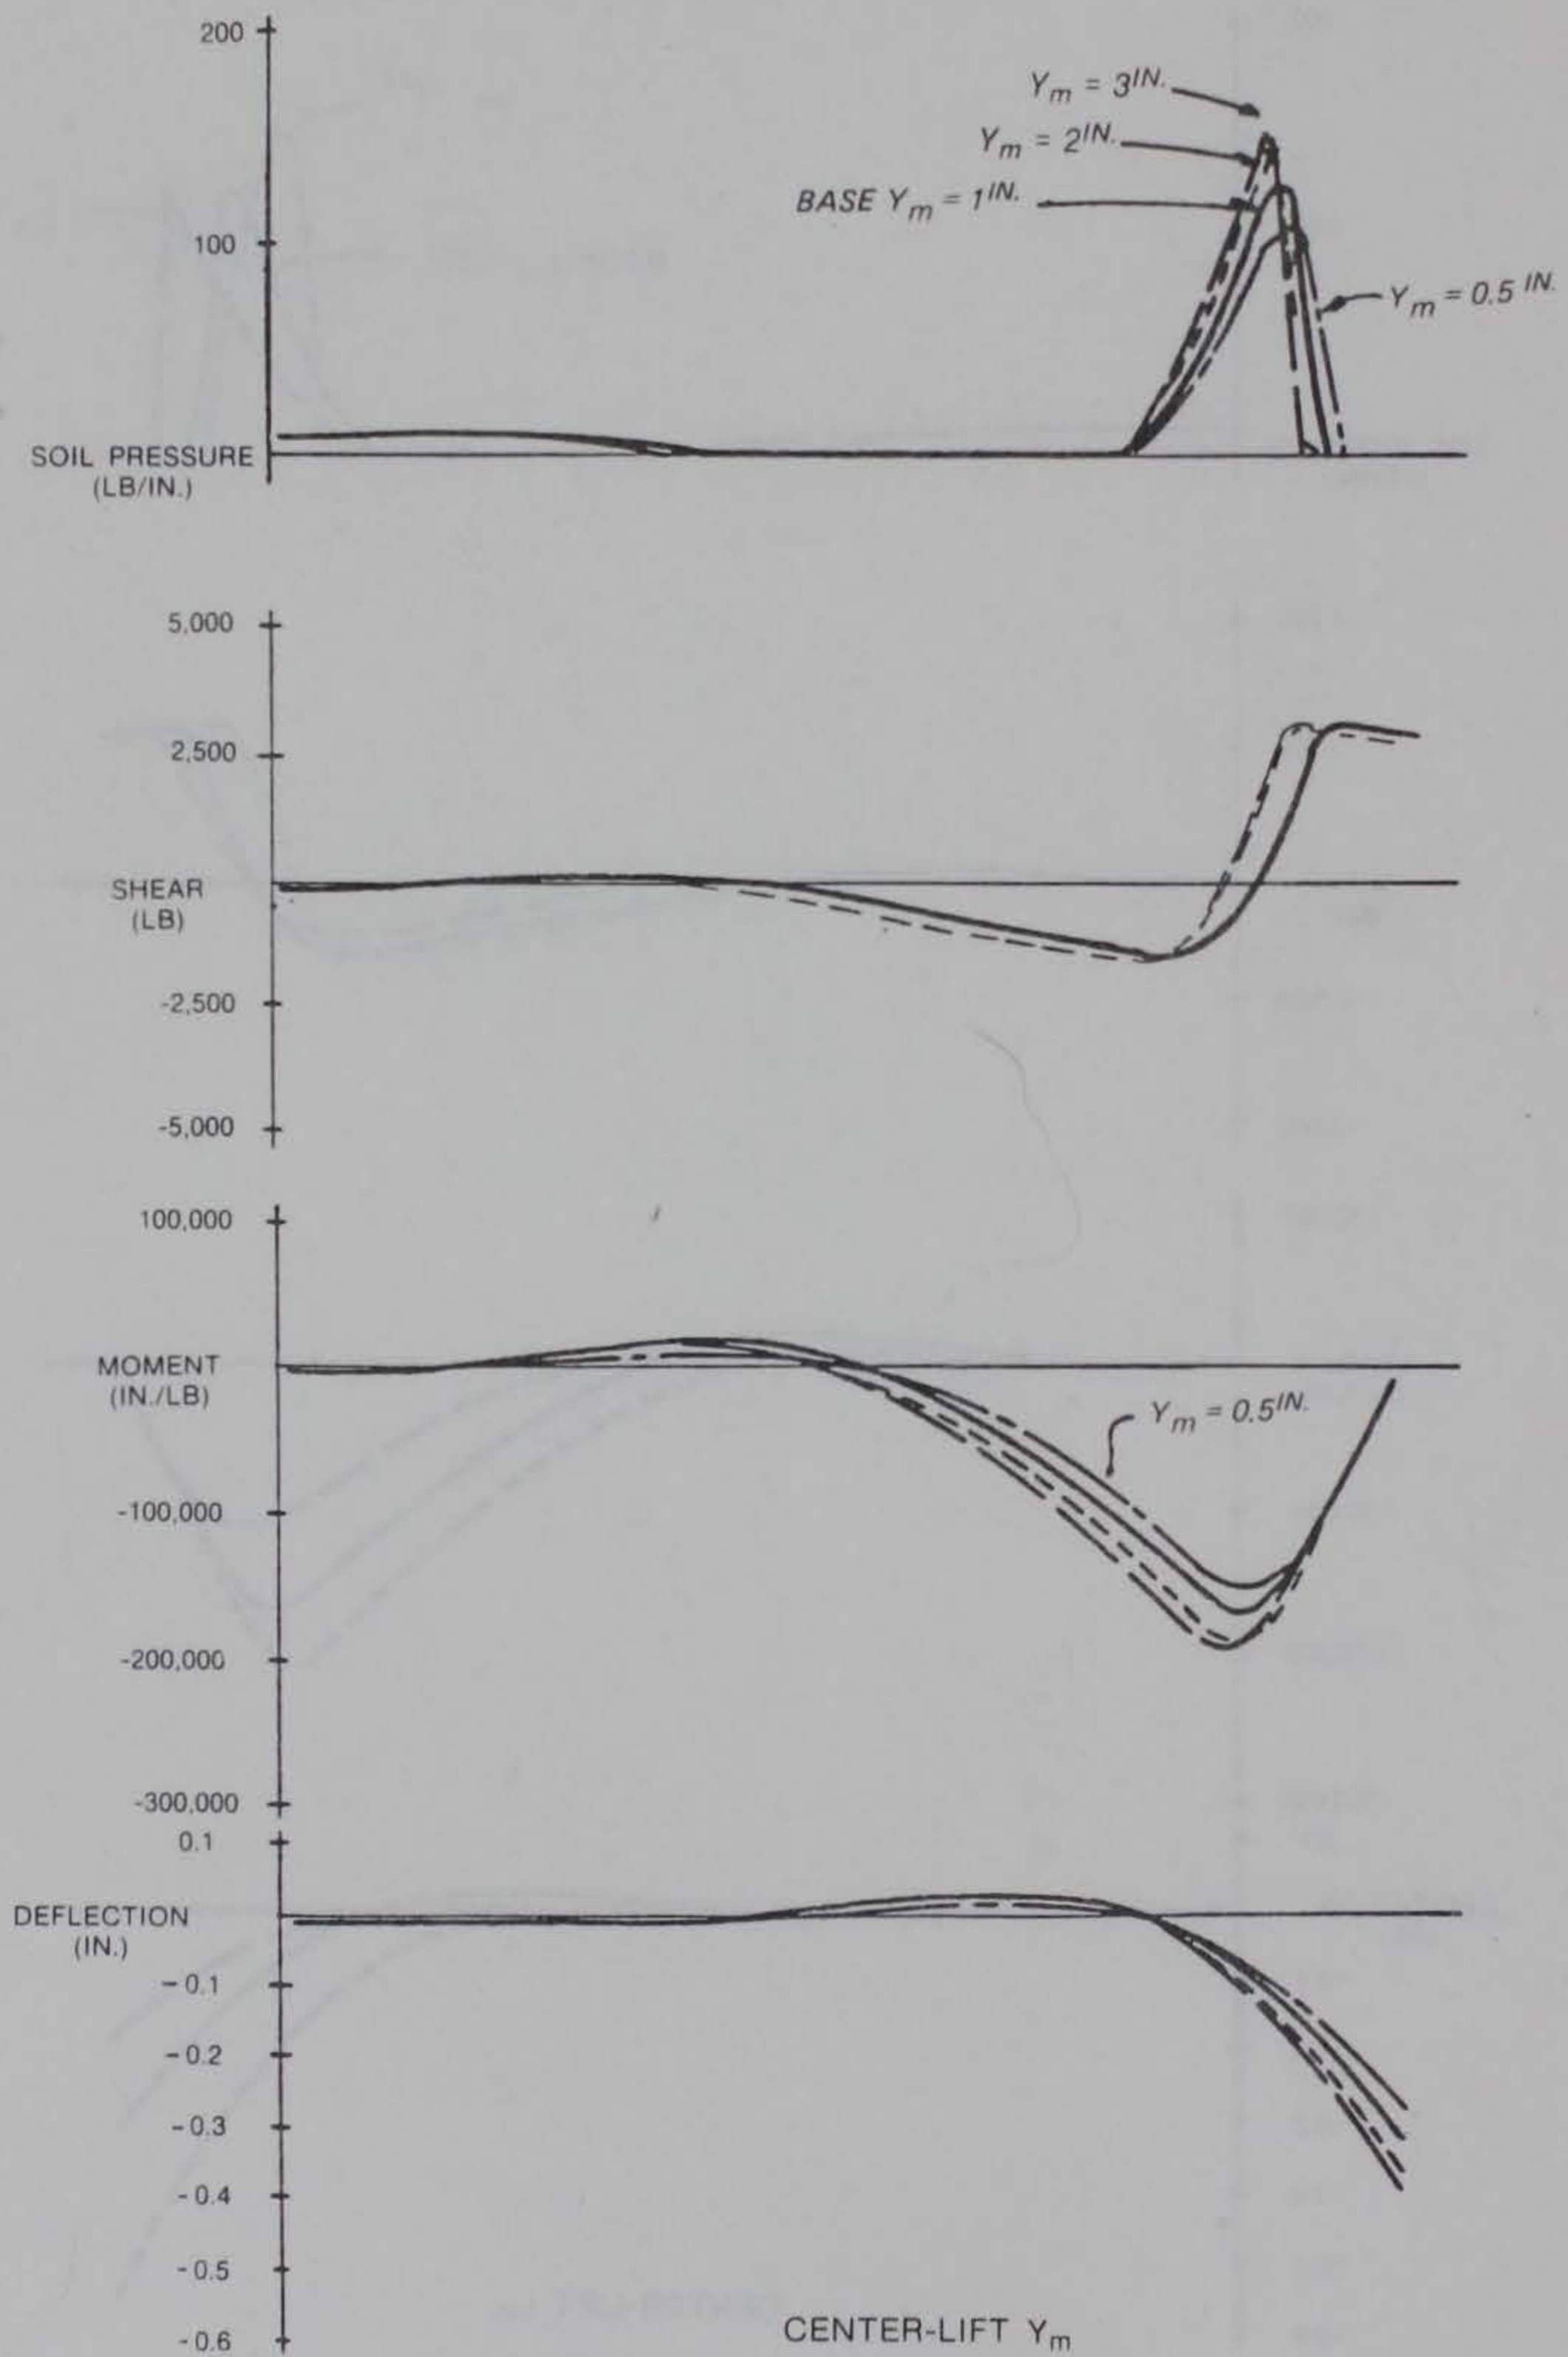 200
Y_m = 3 IN.
Y_m = 2 IN.
BASE Y_m = 1 IN.
100
Y_m = 0.5 IN.
SOIL PRESSURE
(LB/IN.)
5,000
2,500
SHEAR
(LB)
-2,500
-5,000
100,000
MOMENT
(IN./LB)
Y_m = 0.5 IN.
-100,000
-200,000
-300,000
0.1
DEFLECTION
(IN.)
-0.1
-0.2
-0.3
-0.4
-0.5
-0.6
CENTER-LIFT Y_m